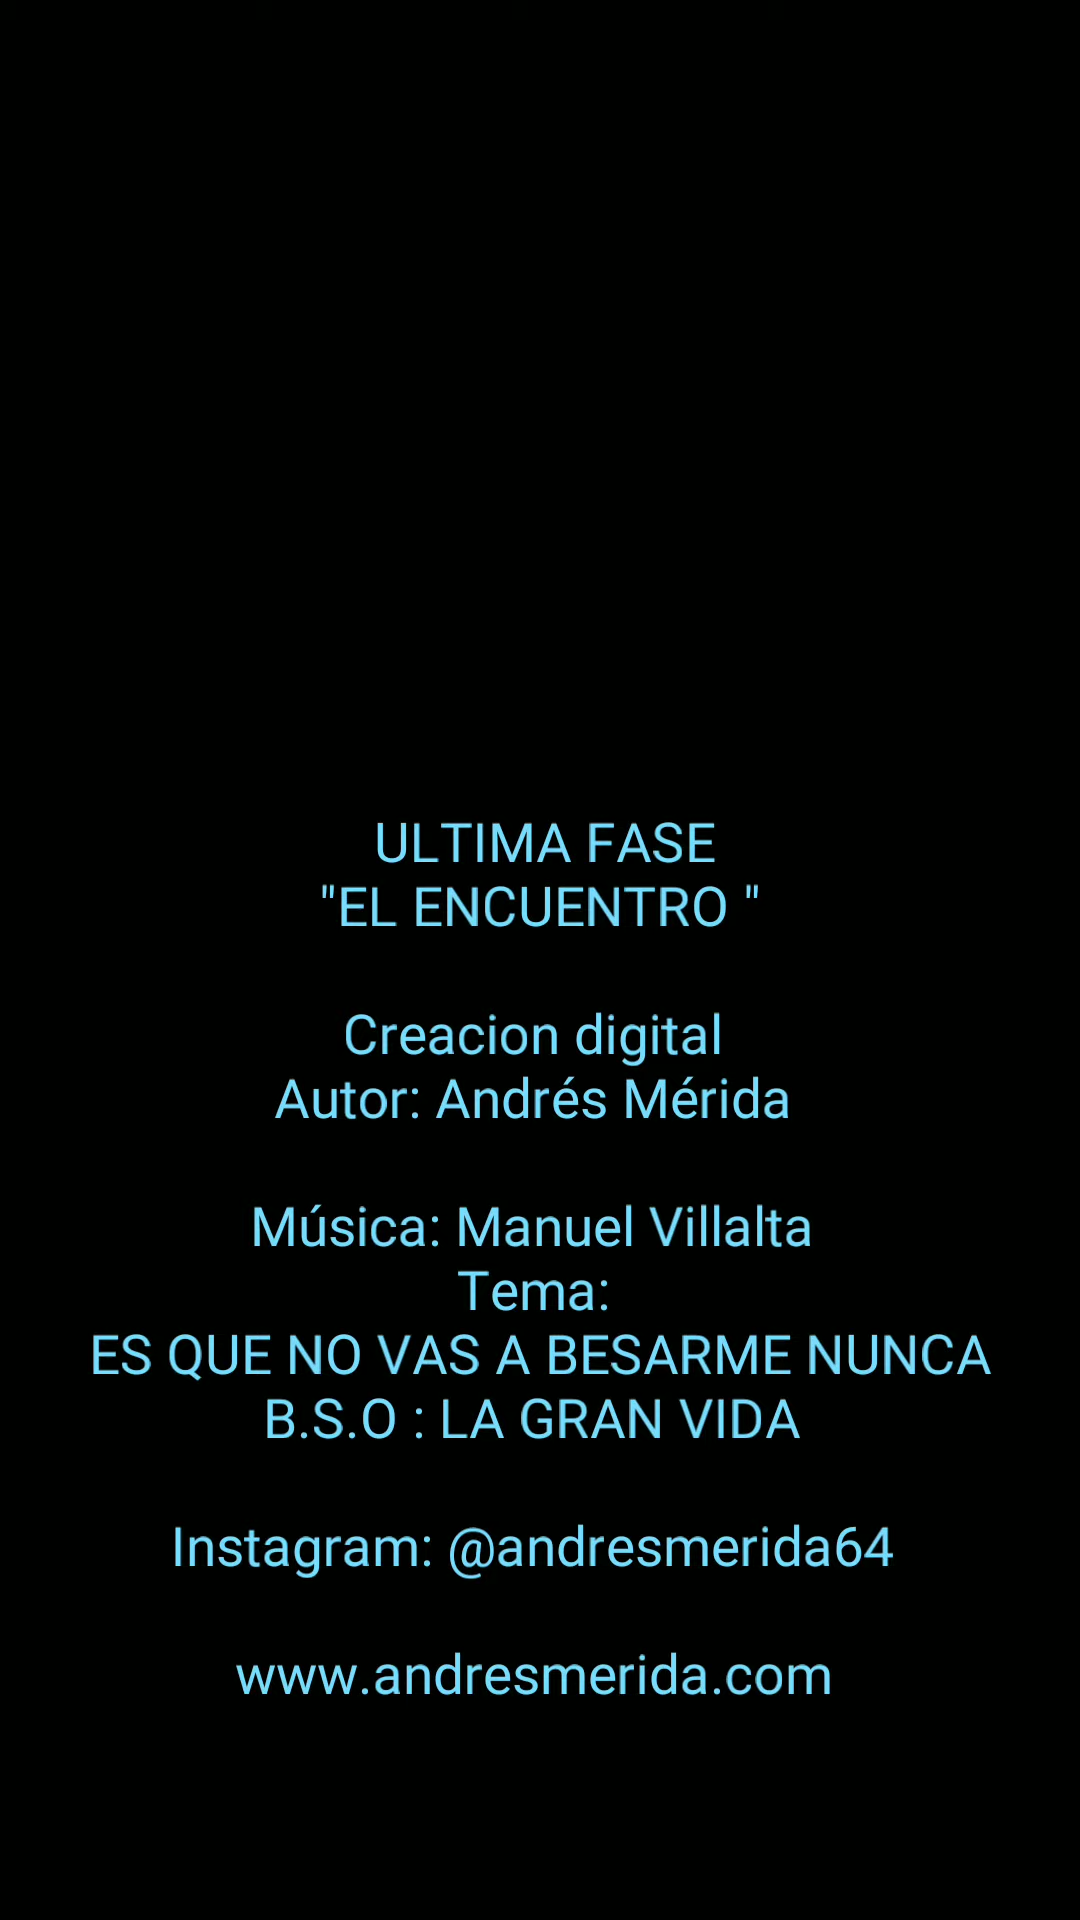 ULTIMA FASE
"EL ENCUENTRO "
Creacion digital
Autor: Andrés Mérida
Música: Manuel Villalta
Tema:
ES QUE NO VAS A BESARME NUNCA
B.S.O : LA GRAN VIDA
Instagram: @andresmerida64
www.andresmerida.com